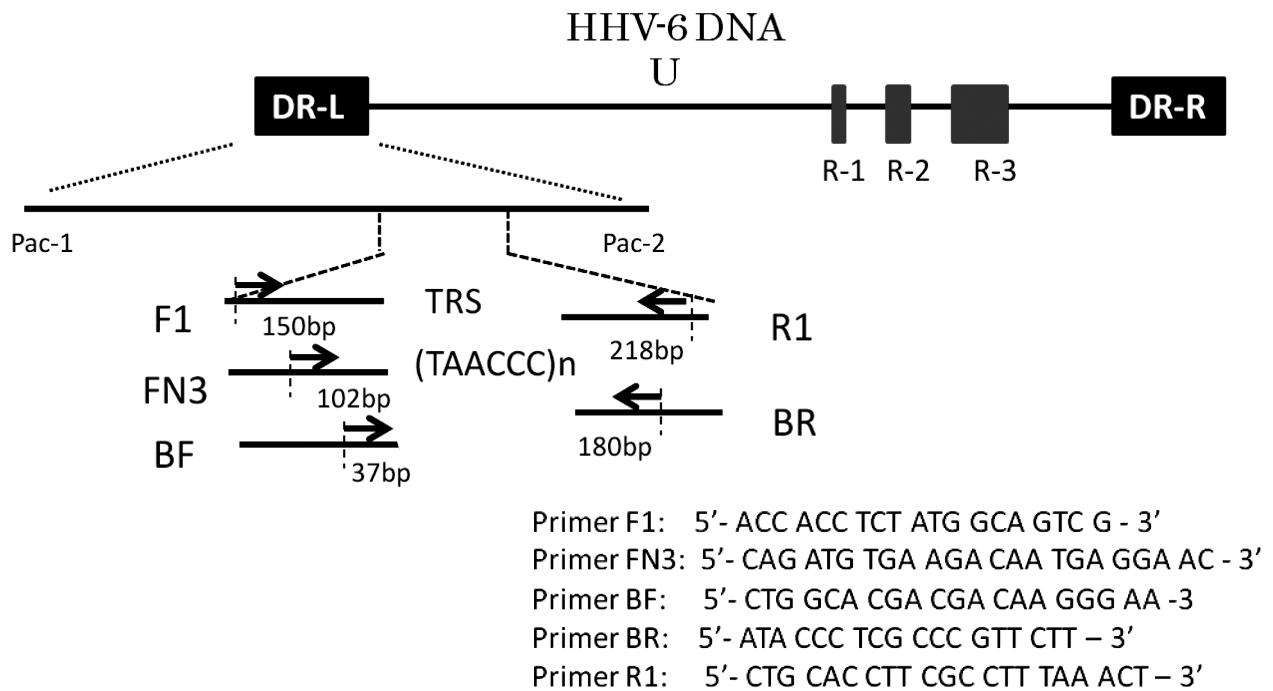 HHV-6 DNA
U
DR-L
DR-R
R-1 R-2 R-3
Pac-1
Pac-2
F1
150bp
TRS
218bp
R1
FN3
102bp
(TAACCC)n
BF
37bp
180bp
BR
Primer F1: 5’- ACC ACC TCT ATG GCA GTC G - 3’
Primer FN3: 5’- CAG ATG TGA AGA CAA TGA GGA AC - 3’
Primer BF: 5’- CTG GCA CGA CGA CAA GGG AA -3
Primer BR: 5’- ATA CCC TCG CCC GTT CTT – 3’
Primer R1: 5’- CTG CAC CTT CGC CTT TAA ACT – 3’